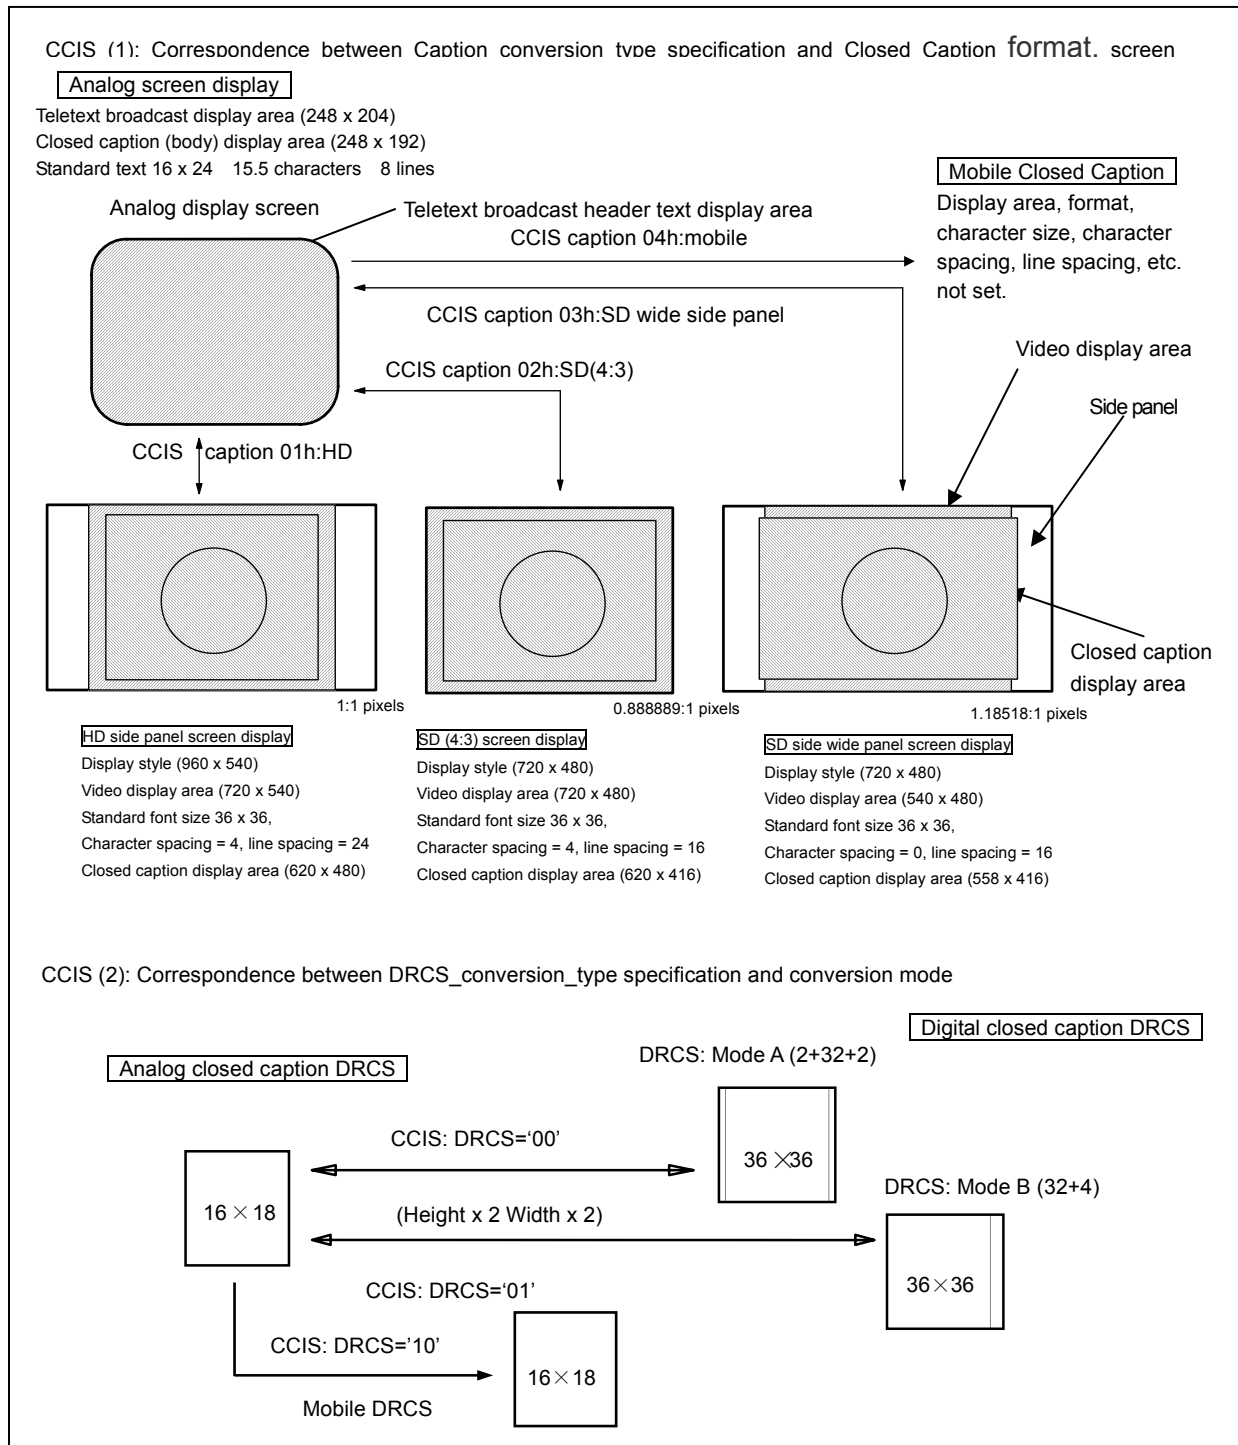 CCIS (1): Correspondence between Caption conversion type specification and Closed Caption format. screen
Analog screen display
Teletext broadcast display area (248 x 204)
Closed caption (body) display area (248 x 192)
Standard text 16 x 24 15.5 characters 8 lines
Mobile Closed Caption
Display area, format,
character size, character
spacing, line spacing, etc.
not set.
Analog display screen
Teletext broadcast header text display area
CCIS caption 04h:mobile
CCIS caption 03h:SD wide side panel
CCIS caption 02h:SD(4:3)
CCIS caption 01h:HD
Video display area
Side panel
Closed caption
display area
1:1 pixels
0.888889:1 pixels
1.18518:1 pixels
HD side panel screen display
Display style (960 x 540)
Video display area (720 x 540)
Standard font size 36 x 36,
Character spacing = 4, line spacing = 24
Closed caption display area (620 x 480)
SD (4:3) screen display
Display style (720 x 480)
Video display area (720 x 480)
Standard font size 36 x 36,
Character spacing = 4, line spacing = 16
Closed caption display area (620 x 416)
SD side wide panel screen display
Display style (720 x 480)
Video display area (540 x 480)
Standard font size 36 x 36,
Character spacing = 0, line spacing = 16
Closed caption display area (558 x 416)
CCIS (2): Correspondence between DRCS_conversion_type specification and conversion mode
Digital closed caption DRCS
Analog closed caption DRCS
DRCS: Mode A (2+32+2)
CCIS: DRCS=‘00’
36 ×36
DRCS: Mode B (32+4)
16 × 18
(Height x 2 Width x 2)
36×36
CCIS: DRCS=‘01’
CCIS: DRCS=’10’
16×18
Mobile DRCS